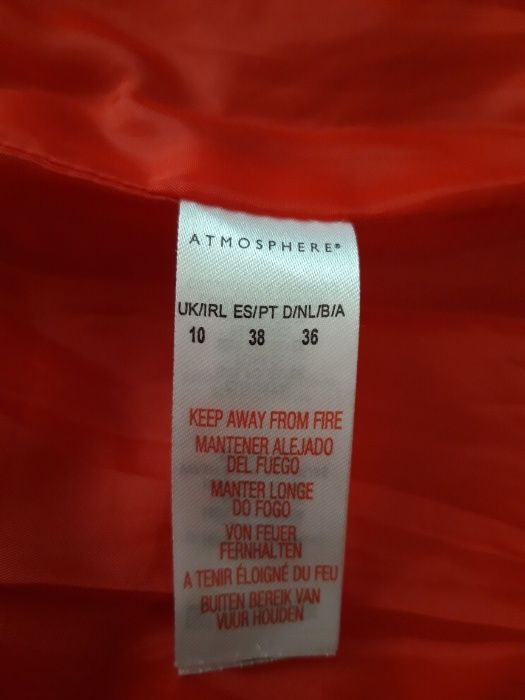 ATMOSPHERE®
UK/IRL ES/PT D/NL/B/A
10 38 36
KEEP AWAY FROM FIRE
MANTENER ALEJADO
DEL FUEGO
MANTER LONGE
DO FOGO
VON FEUER
FERNHALTEN
A TENIR ÉLOIGNÉ DU FEU
BUITEN BEREIK VAN
VUUR HOUDEN